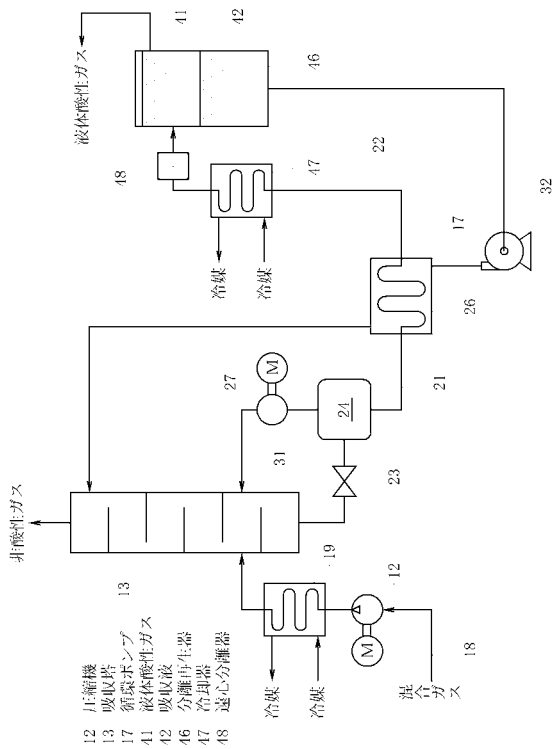 液体酸性ガス
41
42
46
48
47
22
冷媒
冷媒
17
32
26
27
M
24
21
31
23
非酸性ガス
13
19
12
M
18
冷媒
冷媒
混合
ガス
12 圧縮機
13 吸収塔
17 循環ポンプ
41 液体酸性ガス
42 吸収液
46 分離再生器
47 冷却器
48 遠心分離器